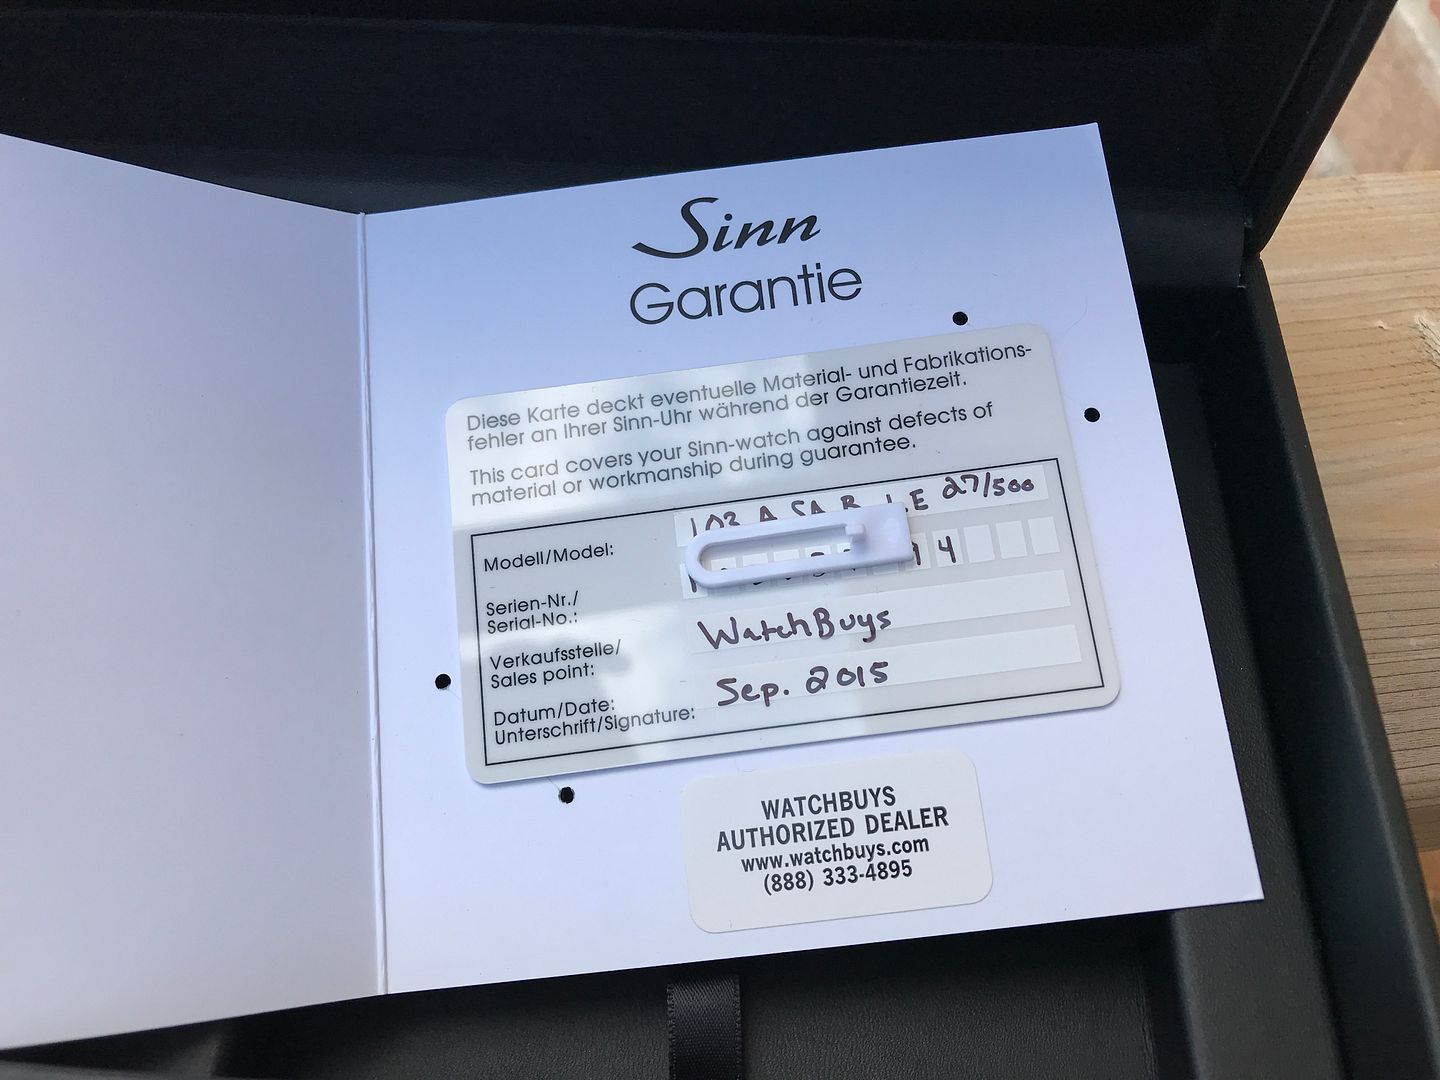 Sinn
Garantie
Diese Karte deckt eventuelle Material- und Fabrikations-
fehler an Ihrer Sinn-Uhr während der Garantiezeit.
This card covers your Sinn-watch against defects of
material or workmanship during guarantee.
Modell/Model: 27/500
Serien-Nr./
Serial-No.:
Verkaufsstelle/
Sales point: WatchBuys
Datum/Date: Sep. 2015
Unterschrift/Signature:
WATCHBUYS
AUTHORIZED DEALER
www.watchbuys.com
(888) 333-4895